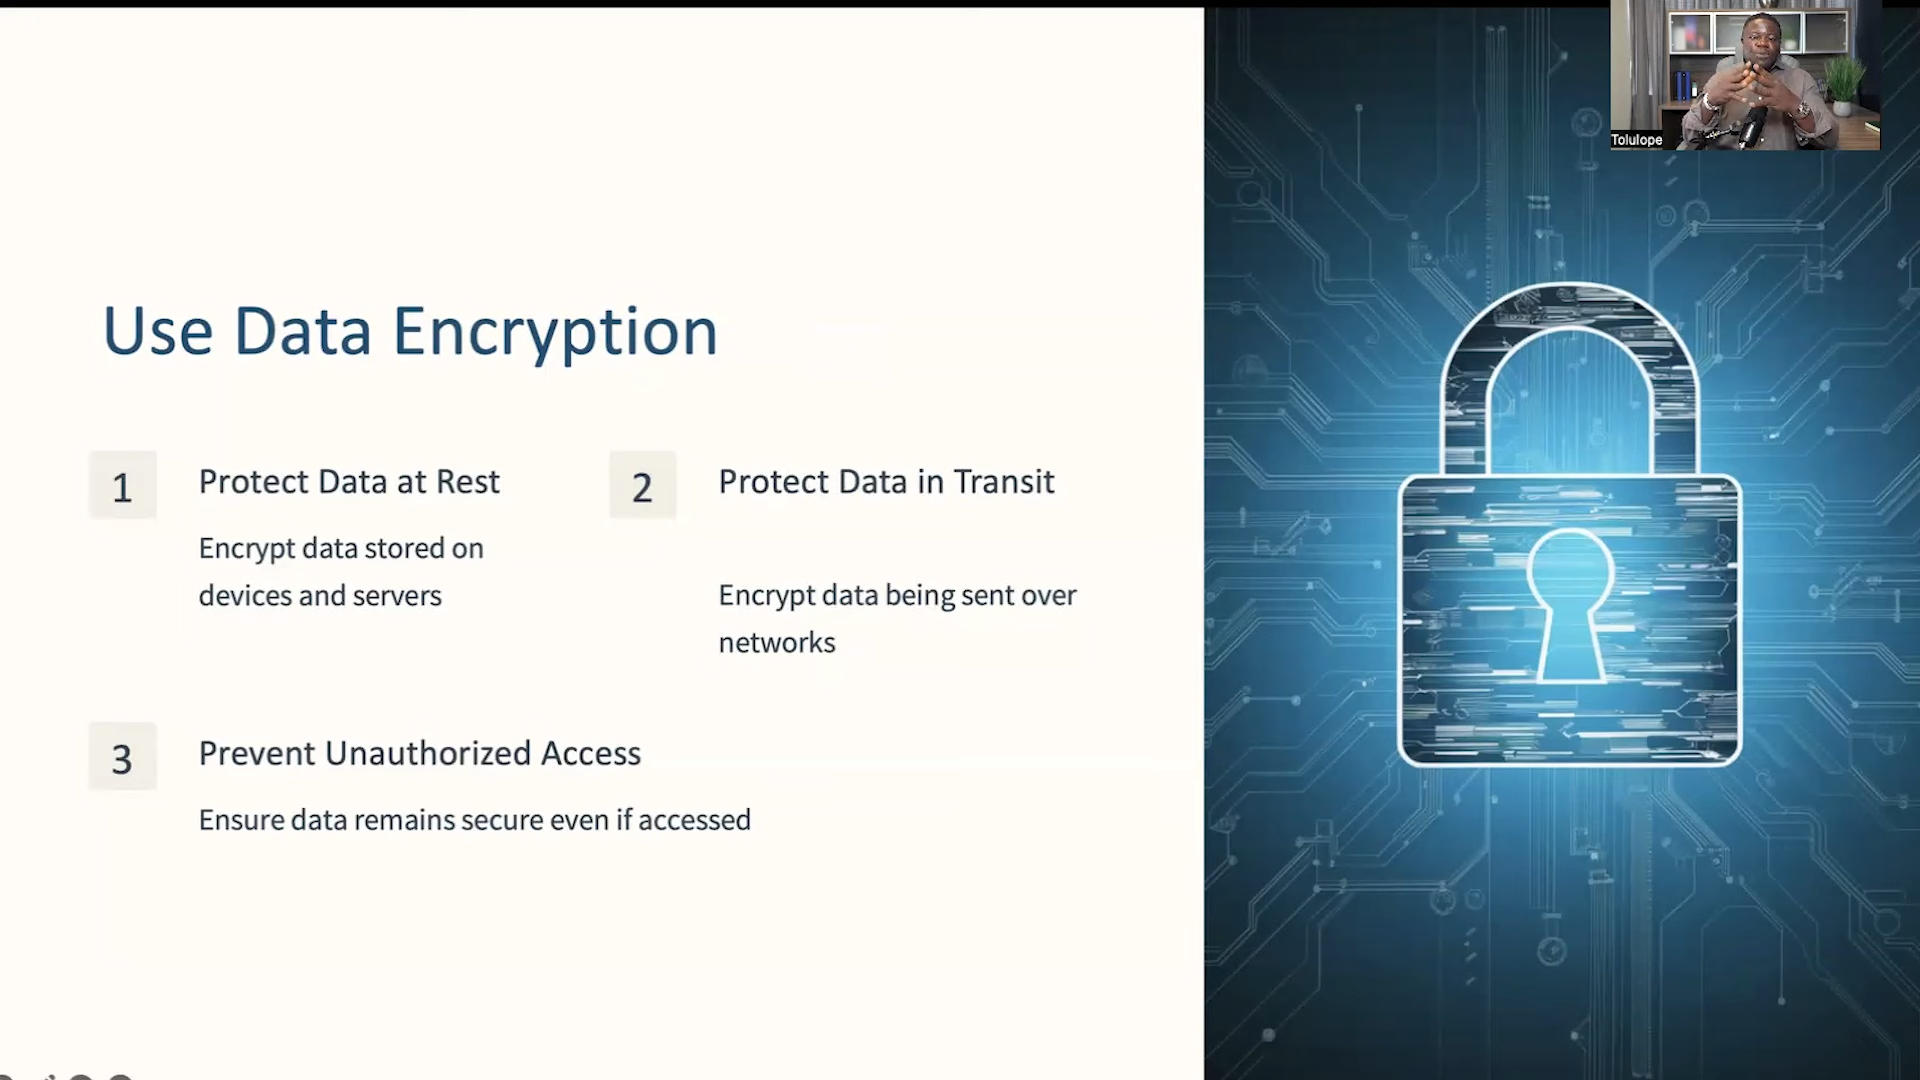 Tolulope
Use Data Encryption
1
Protect Data at Rest
Encrypt data stored on
devices and servers
2
Protect Data in Transit
Encrypt data being sent over
networks
3
Prevent Unauthorized Access
Ensure data remains secure even if accessed